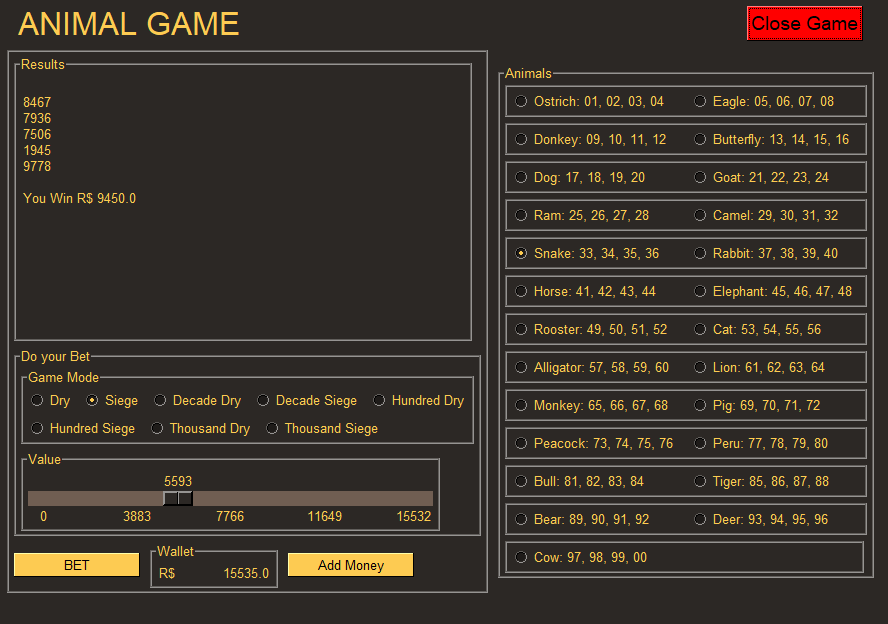 ANIMAL GAME
Close Game
Results
8467
7936
7506
1945
9778
You Win R$ 9450.0
Do your Bet
Game Mode
Dry Siege Decade Dry Decade Siege Hundred Dry
Hundred Siege Thousand Dry Thousand Siege
Value
5593
0 3883 7766 11649 15532
BET
Wallet
R$ 15535.0
Add Money
Animals
Ostrich: 01, 02, 03, 04 Eagle: 05, 06, 07, 08
Donkey: 09, 10, 11, 12 Butterfly: 13, 14, 15, 16
Dog: 17, 18, 19, 20 Goat: 21, 22, 23, 24
Ram: 25, 26, 27, 28 Camel: 29, 30, 31, 32
Snake: 33, 34, 35, 36 Rabbit: 37, 38, 39, 40
Horse: 41, 42, 43, 44 Elephant: 45, 46, 47, 48
Rooster: 49, 50, 51, 52 Cat: 53, 54, 55, 56
Alligator: 57, 58, 59, 60 Lion: 61, 62, 63, 64
Monkey: 65, 66, 67, 68 Pig: 69, 70, 71, 72
Peacock: 73, 74, 75, 76 Peru: 77, 78, 79, 80
Bull: 81, 82, 83, 84 Tiger: 85, 86, 87, 88
Bear: 89, 90, 91, 92 Deer: 93, 94, 95, 96
Cow: 97, 98, 99, 00